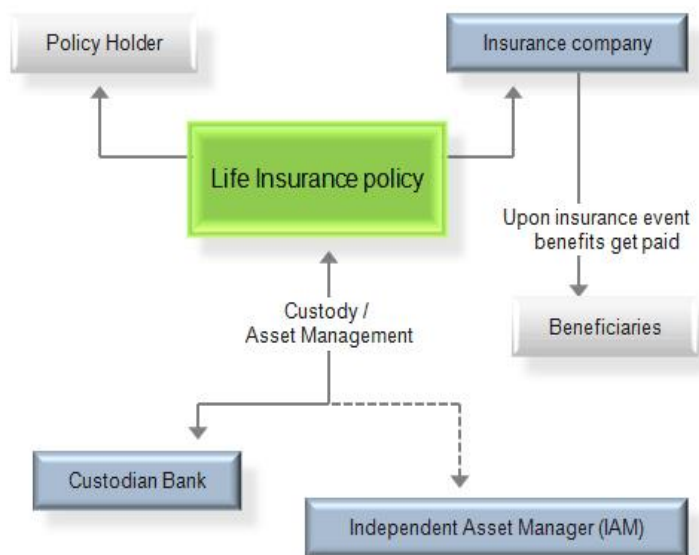 Policy Holder
Insurance company
Life Insurance policy
Upon insurance event
benefits get paid
Custody /
Asset Management
Beneficiaries
Custodian Bank
Independent Asset Manager (IAM)